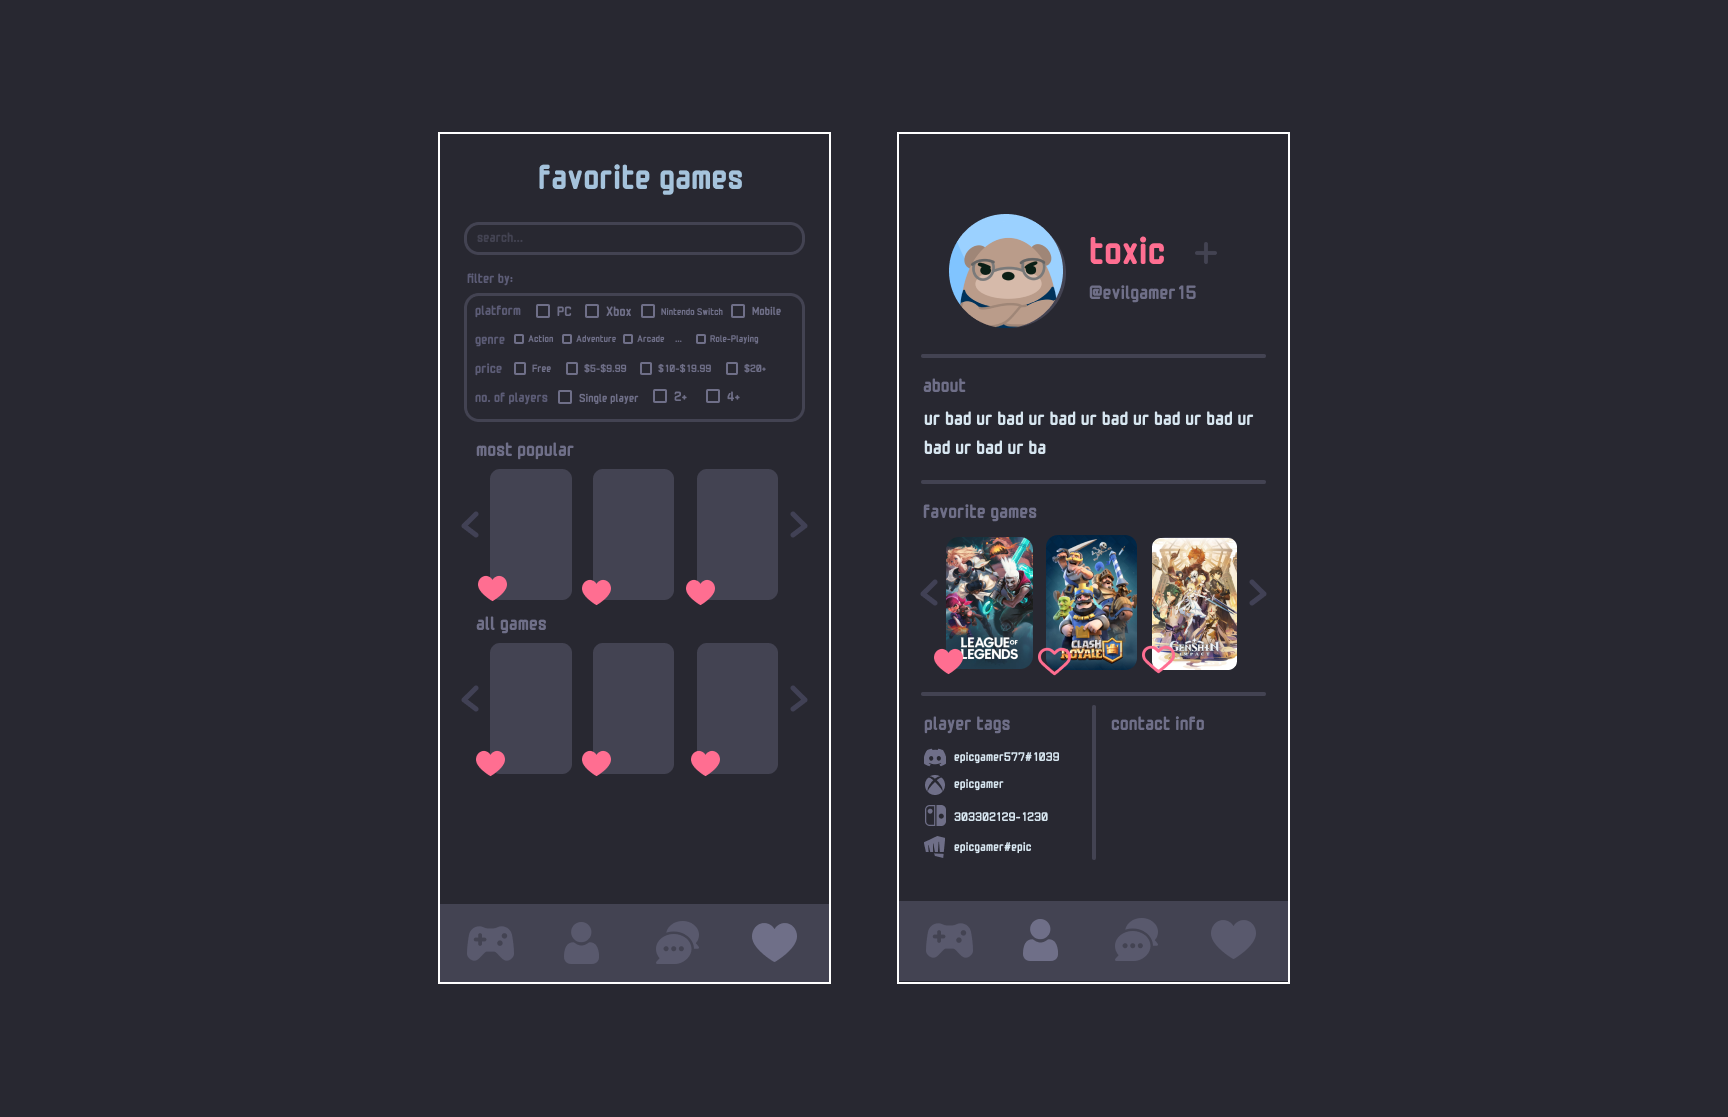 favorite games
search...
filter by:
platform PC Xbox Nintendo Switch Mobile
genre Action Adventure Arcade ... Role-Playing
price Free $5-$9.99 $10-$19.99 $20+
no. of players Single player 2+ 4+
most popular
all games
toxic +
@evilgamer15
about
ur bad ur bad ur bad ur bad ur bad ur bad ur
bad ur bad ur ba
favorite games
LEAGUE OF
LEGENDS
CLASH
ROYALE
GENSHIN
IMPACT
player tags
epicgamer577#1039
epicgamer
303302129-1230
epicgamer#epic
contact info